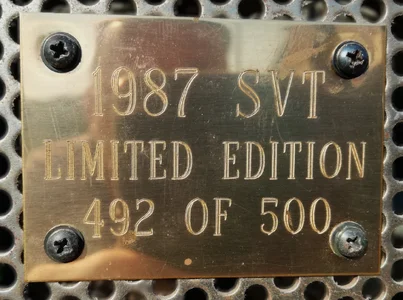 1987 SVT
LIMITED EDITION
492 OF 500